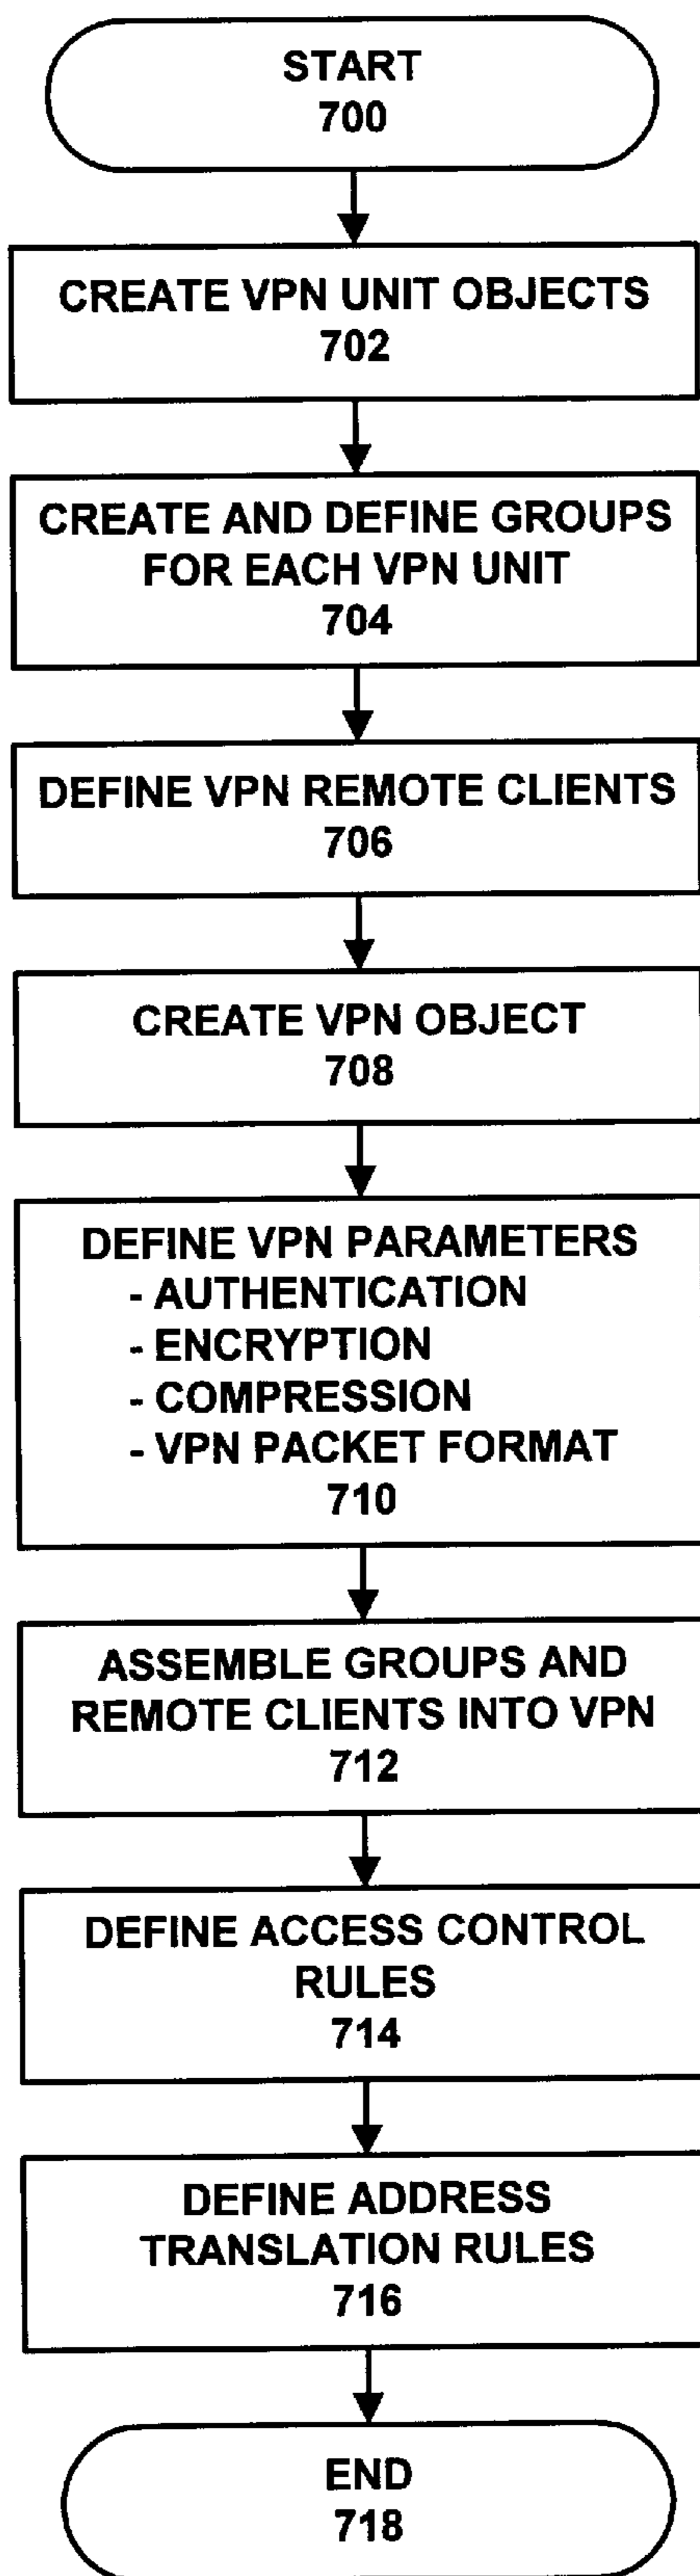 START
700
CREATE VPN UNIT OBJECTS
702
CREATE AND DEFINE GROUPS
FOR EACH VPN UNIT
704
DEFINE VPN REMOTE CLIENTS
706
CREATE VPN OBJECT
708
DEFINE VPN PARAMETERS
- AUTHENTICATION
- ENCRYPTION
- COMPRESSION
- VPN PACKET FORMAT
710
ASSEMBLE GROUPS AND
REMOTE CLIENTS INTO VPN
712
DEFINE ACCESS CONTROL
RULES
714
DEFINE ADDRESS
TRANSLATION RULES
716
END
718